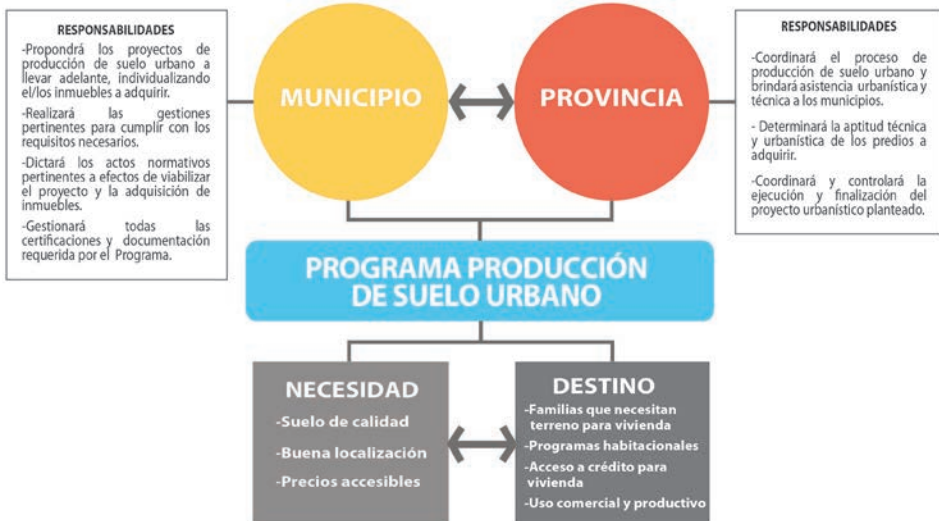 RESPONSABILIDADES
-Propondrá los proyectos de
producción de suelo urbano a
llevar adelante, individualizando
el/los inmuebles a adquirir.
-Realizará las gestiones
pertinentes para cumplir con los
requisitos necesarios.
-Dictará los actos normativos
pertinentes a efectos de viabilizar
el proyecto y la adquisición de
inmuebles.
-Gestionará todas las
certificaciones y documentación
requerida por el Programa.
MUNICIPIO
PROVINCIA
RESPONSABILIDADES
-Coordinará el proceso de
producción de suelo urbano y
brindará asistencia urbanística y
técnica a los municipios.
- Determinará la aptitud técnica
y urbanística de los predios a
adquirir.
-Coordinará y controlará la
ejecución y finalización del
proyecto urbanístico planteado.
PROGRAMA PRODUCCIÓN
DE SUELO URBANO
NECESIDAD
-Suelo de calidad
-Buena localización
-Precios accesibles
DESTINO
-Familias que necesitan
terreno para vivienda
-Programas habitacionales
-Acceso a crédito para
vivienda
-Uso comercial y productivo